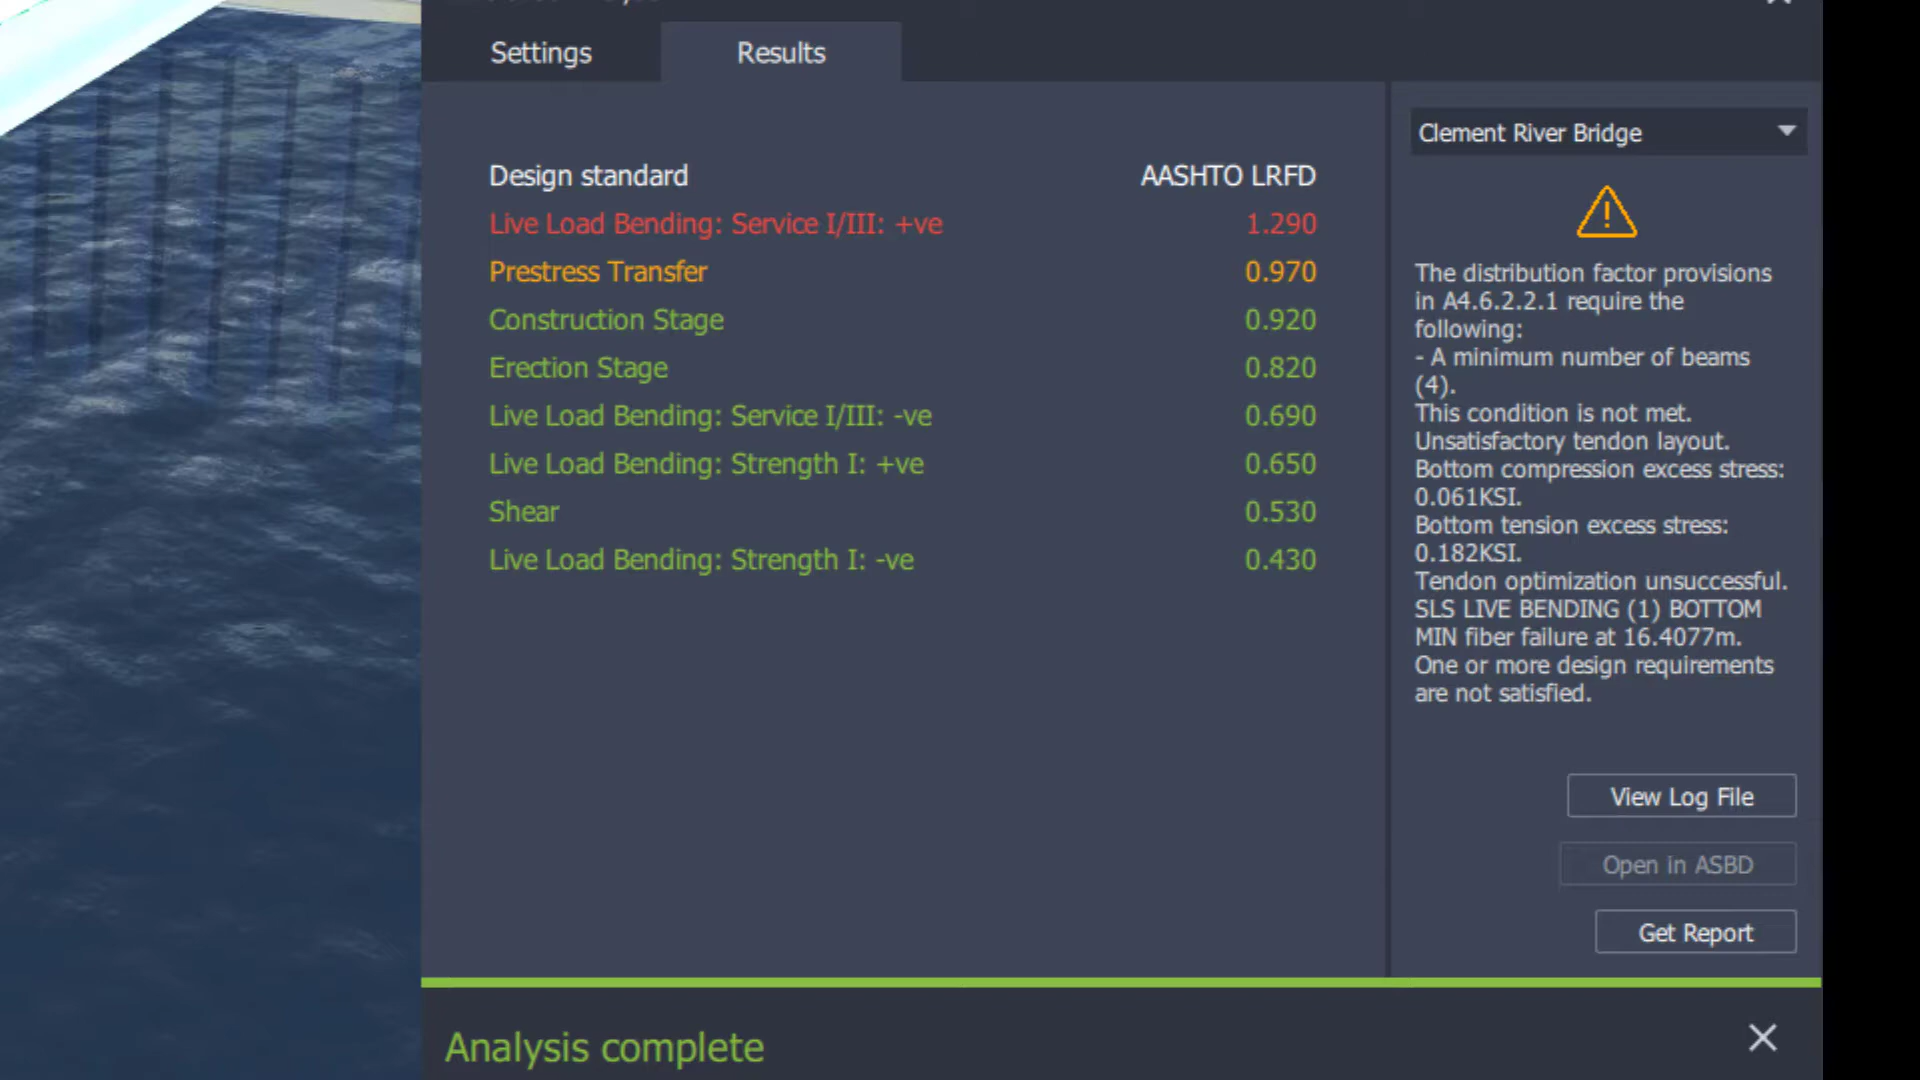 Settings
Results
Design standard AASHTO LRFD
Live Load Bending: Service I/III: +ve 1.290
Prestress Transfer 0.970
Construction Stage 0.920
Erection Stage 0.820
Live Load Bending: Service I/III: -ve 0.690
Live Load Bending: Strength I: +ve 0.650
Shear 0.530
Live Load Bending: Strength I: -ve 0.430
Clement River Bridge
The distribution factor provisions
in A4.6.2.2.1 require the
following:
- A minimum number of beams
(4).
This condition is not met.
Unsatisfactory tendon layout.
Bottom compression excess stress:
0.061KSI.
Bottom tension excess stress:
0.182KSI.
Tendon optimization unsuccessful.
SLS LIVE BENDING (1) BOTTOM
MIN fiber failure at 16.4077m.
One or more design requirements
are not satisfied.
View Log File
Open in ASBD
Get Report
Analysis complete